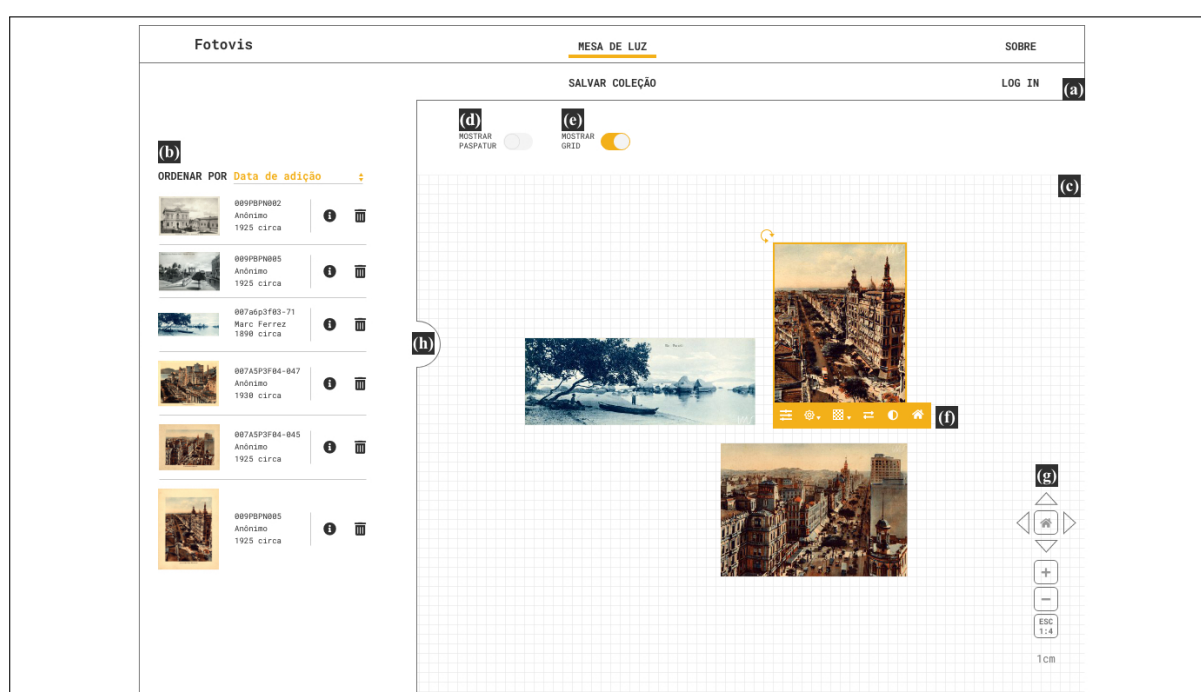 Fotovis
MESA DE LUZ
SOBRE
SALVAR COLEÇÃO
LOG IN
(a)
(d)
MOSTRAR
PASPATUR
(e)
MOSTRAR
GRID
(b)
ORDENAR POR Data de adição
009PBPN002
Anônimo
1925 circa
009PBPN005
Anônimo
1925 circa
007a6p3f03-71
Marc Ferrez
1890 circa
007A5P3F04-047
Anônimo
1930 circa
007A5P3F04-045
Anônimo
1925 circa
009PBPN005
Anônimo
1925 circa
(c)
(h)
(f)
(g)
ESC
1:4
1cm